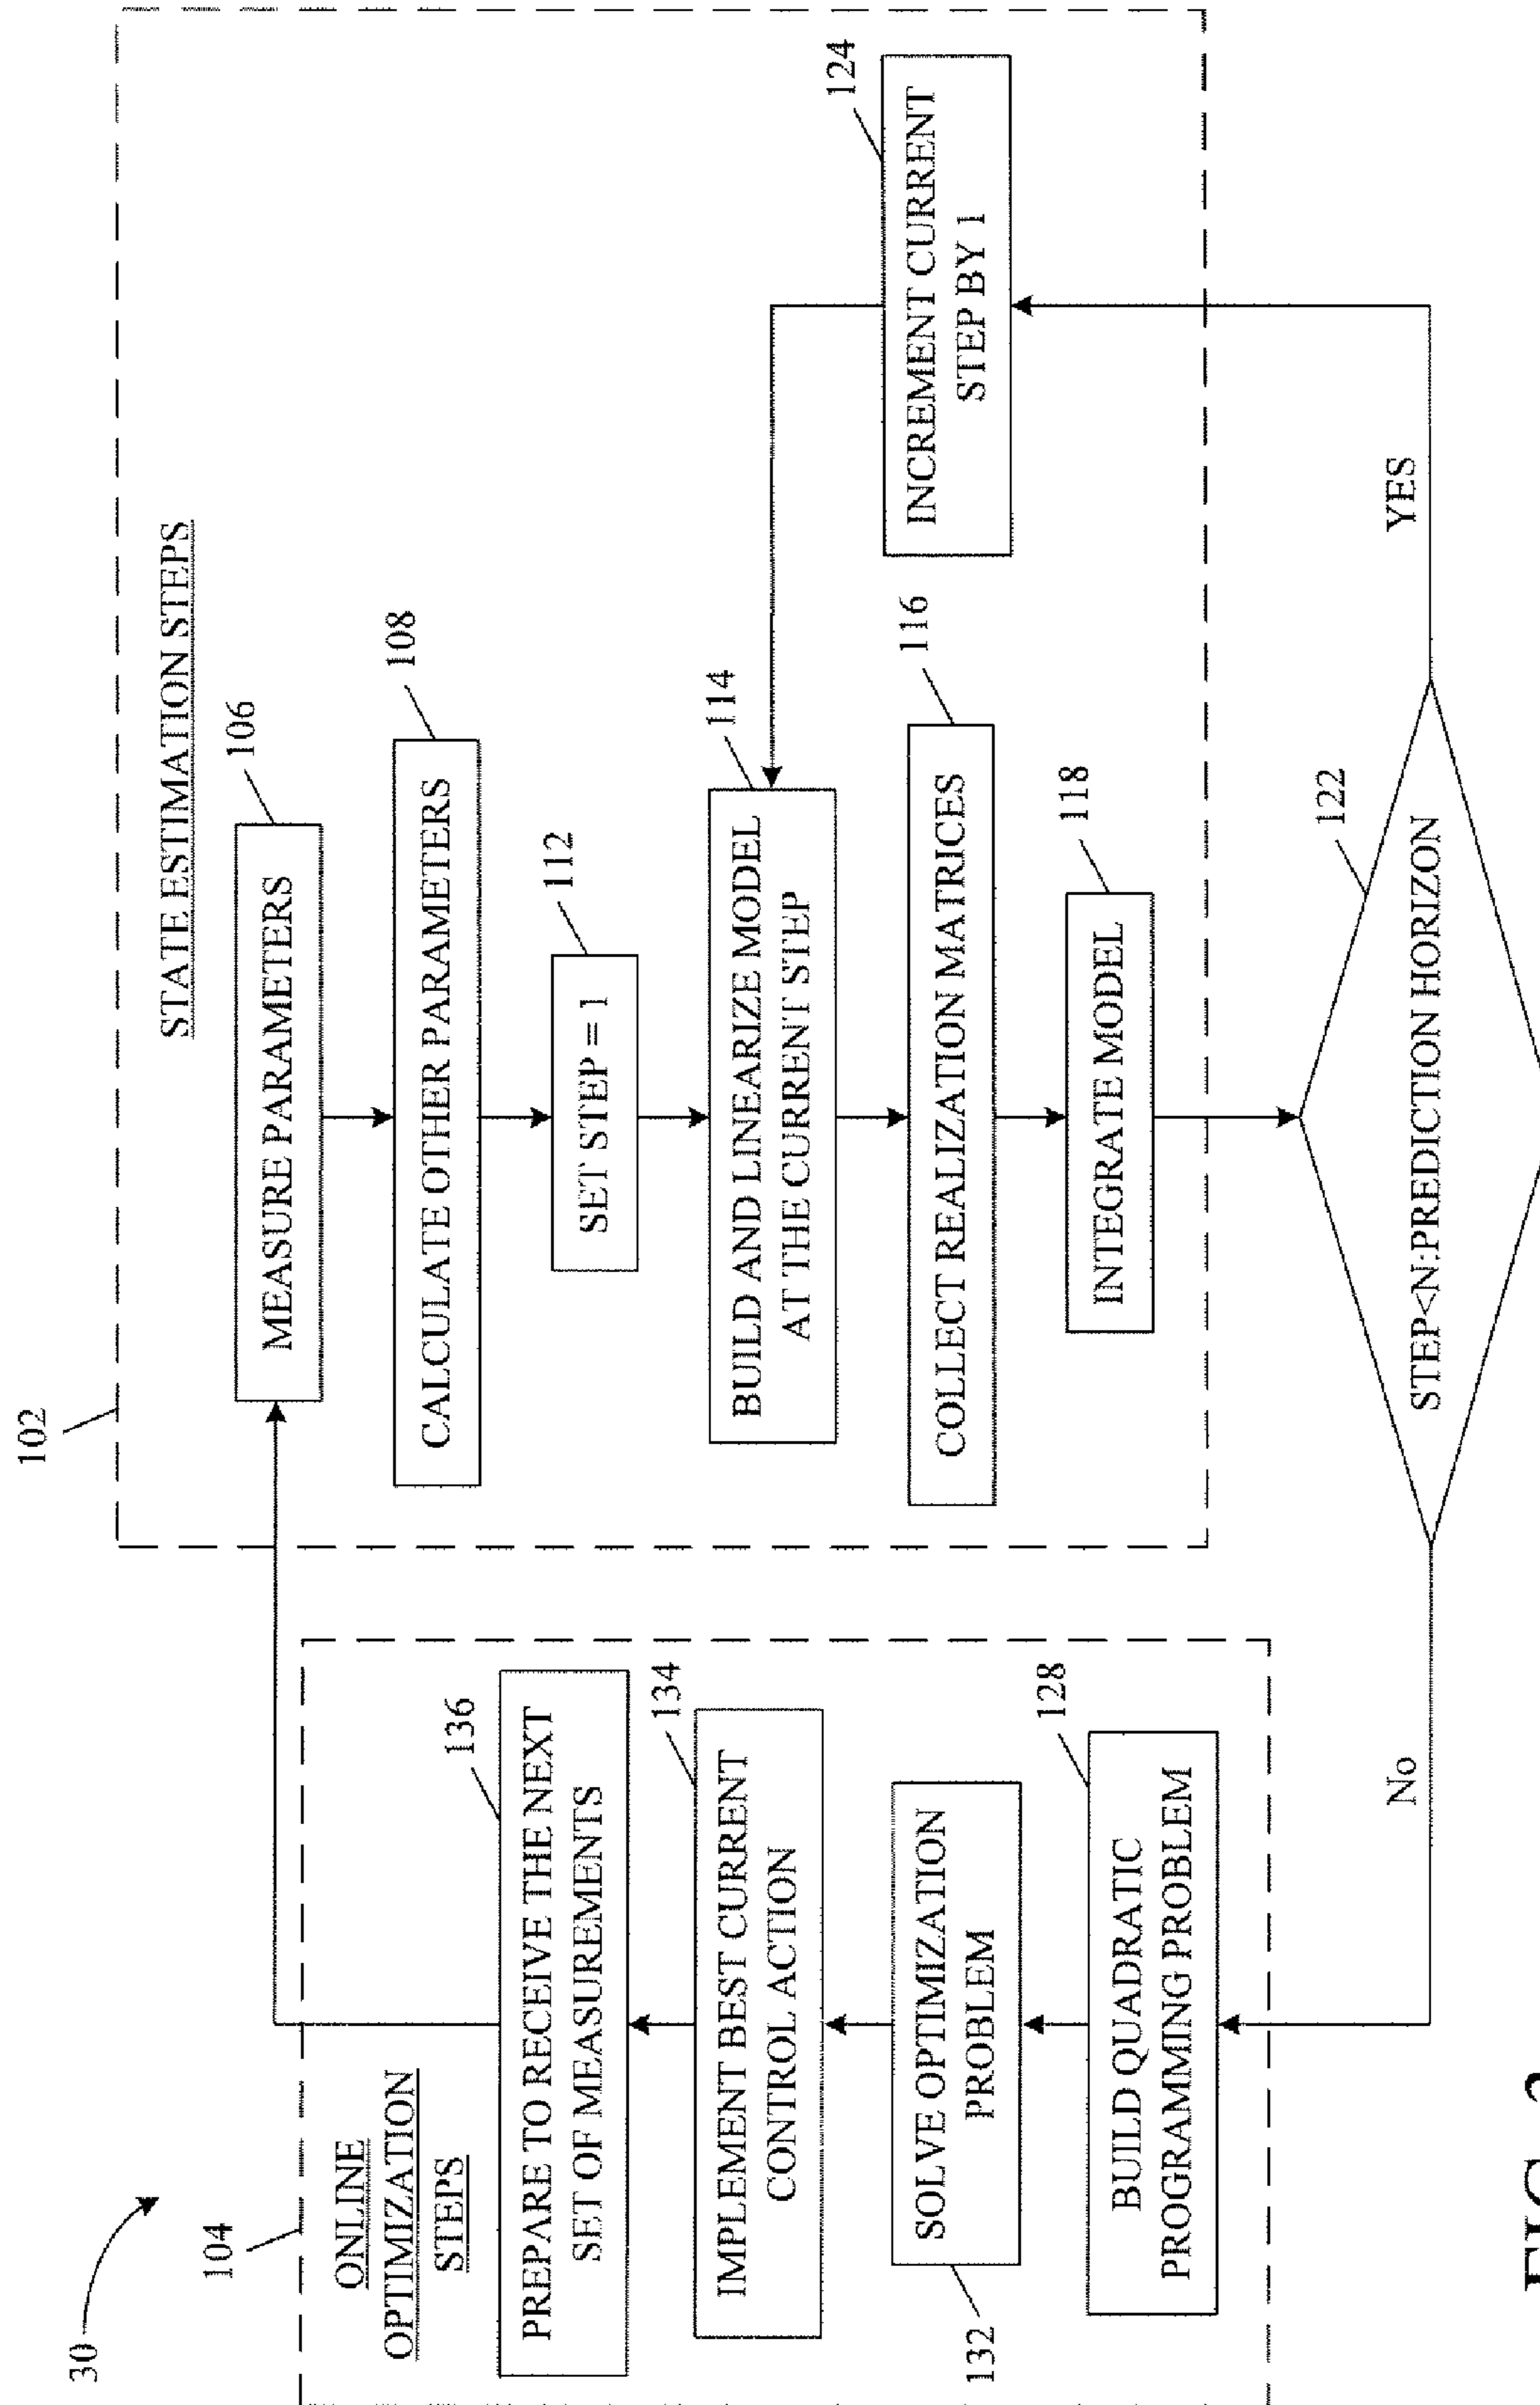 30
104
ONLINE
OPTIMIZATION
STEPS
136
PREPARE TO RECEIVE THE NEXT
SET OF MEASUREMENTS
134
IMPLEMENT BEST CURRENT
CONTROL ACTION
132
SOLVE OPTIMIZATION
PROBLEM
128
BUILD QUADRATIC
PROGRAMMING PROBLEM
No
102
STATE ESTIMATION STEPS
106
MEASURE PARAMETERS
108
CALCULATE OTHER PARAMETERS
112
SET STEP = 1
114
BUILD AND LINEARIZE MODEL
AT THE CURRENT STEP
116
COLLECT REALIZATION MATRICES
118
INTEGRATE MODEL
122
STEP<N:PREDICTION HORIZON
YES
124
INCREMENT CURRENT
STEP BY 1